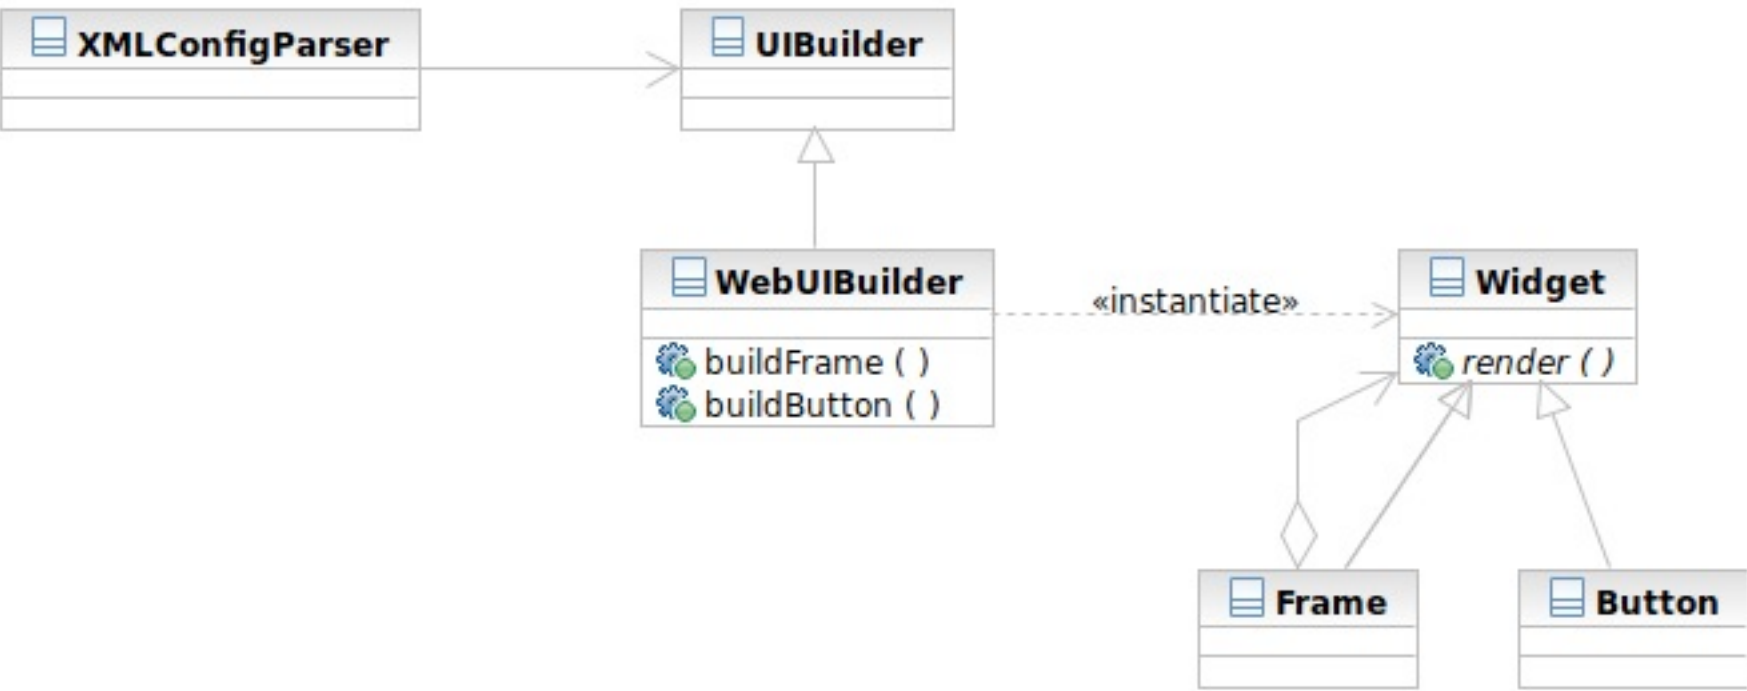 XMLConfigParser
UIBuilder
WebUIBuilder
buildFrame ( )
buildButton ( )
«instantiate»
Widget
render ( )
Frame
Button